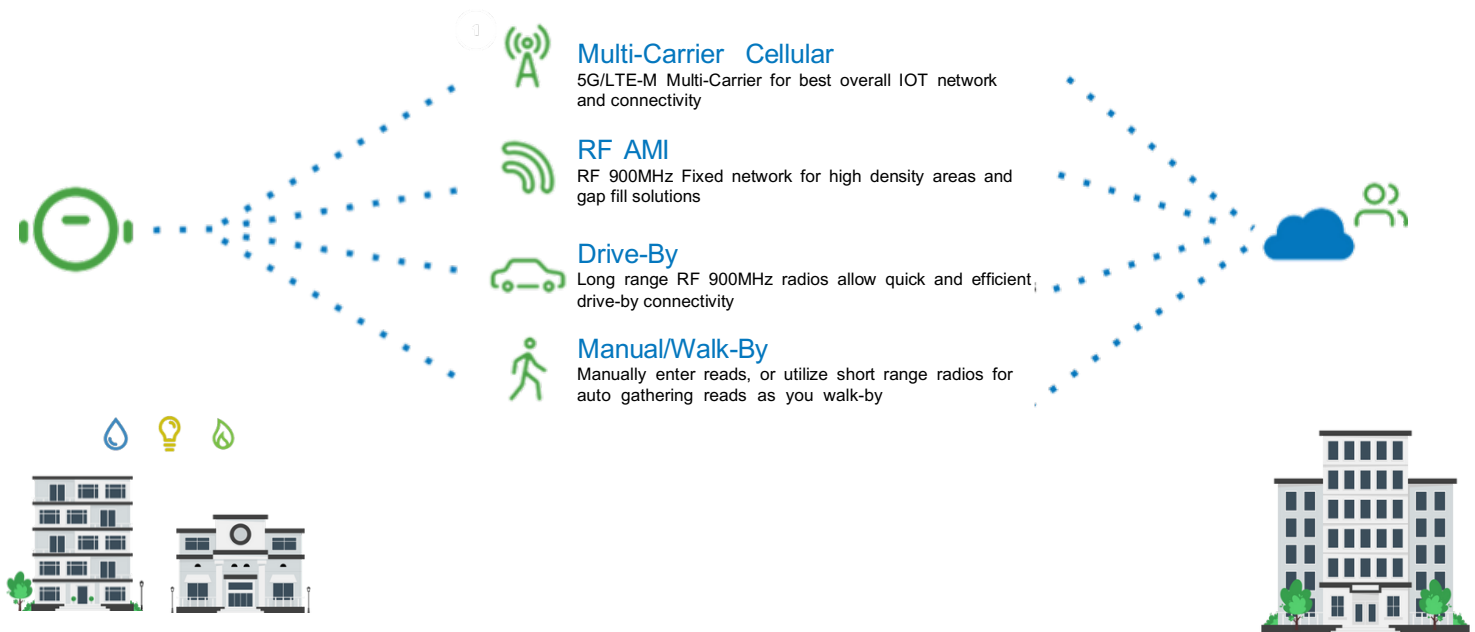 Multi-Carrier Cellular
5G/LTE-M Multi-Carrier for best overall IOT network
and connectivity
RF AMI
RF 900MHz Fixed network for high density areas and
gap fill solutions
Drive-By
Long range RF 900MHz radios allow quick and efficient
drive-by connectivity
Manual/Walk-By
Manually enter reads, or utilize short range radios for
auto gathering reads as you walk-by